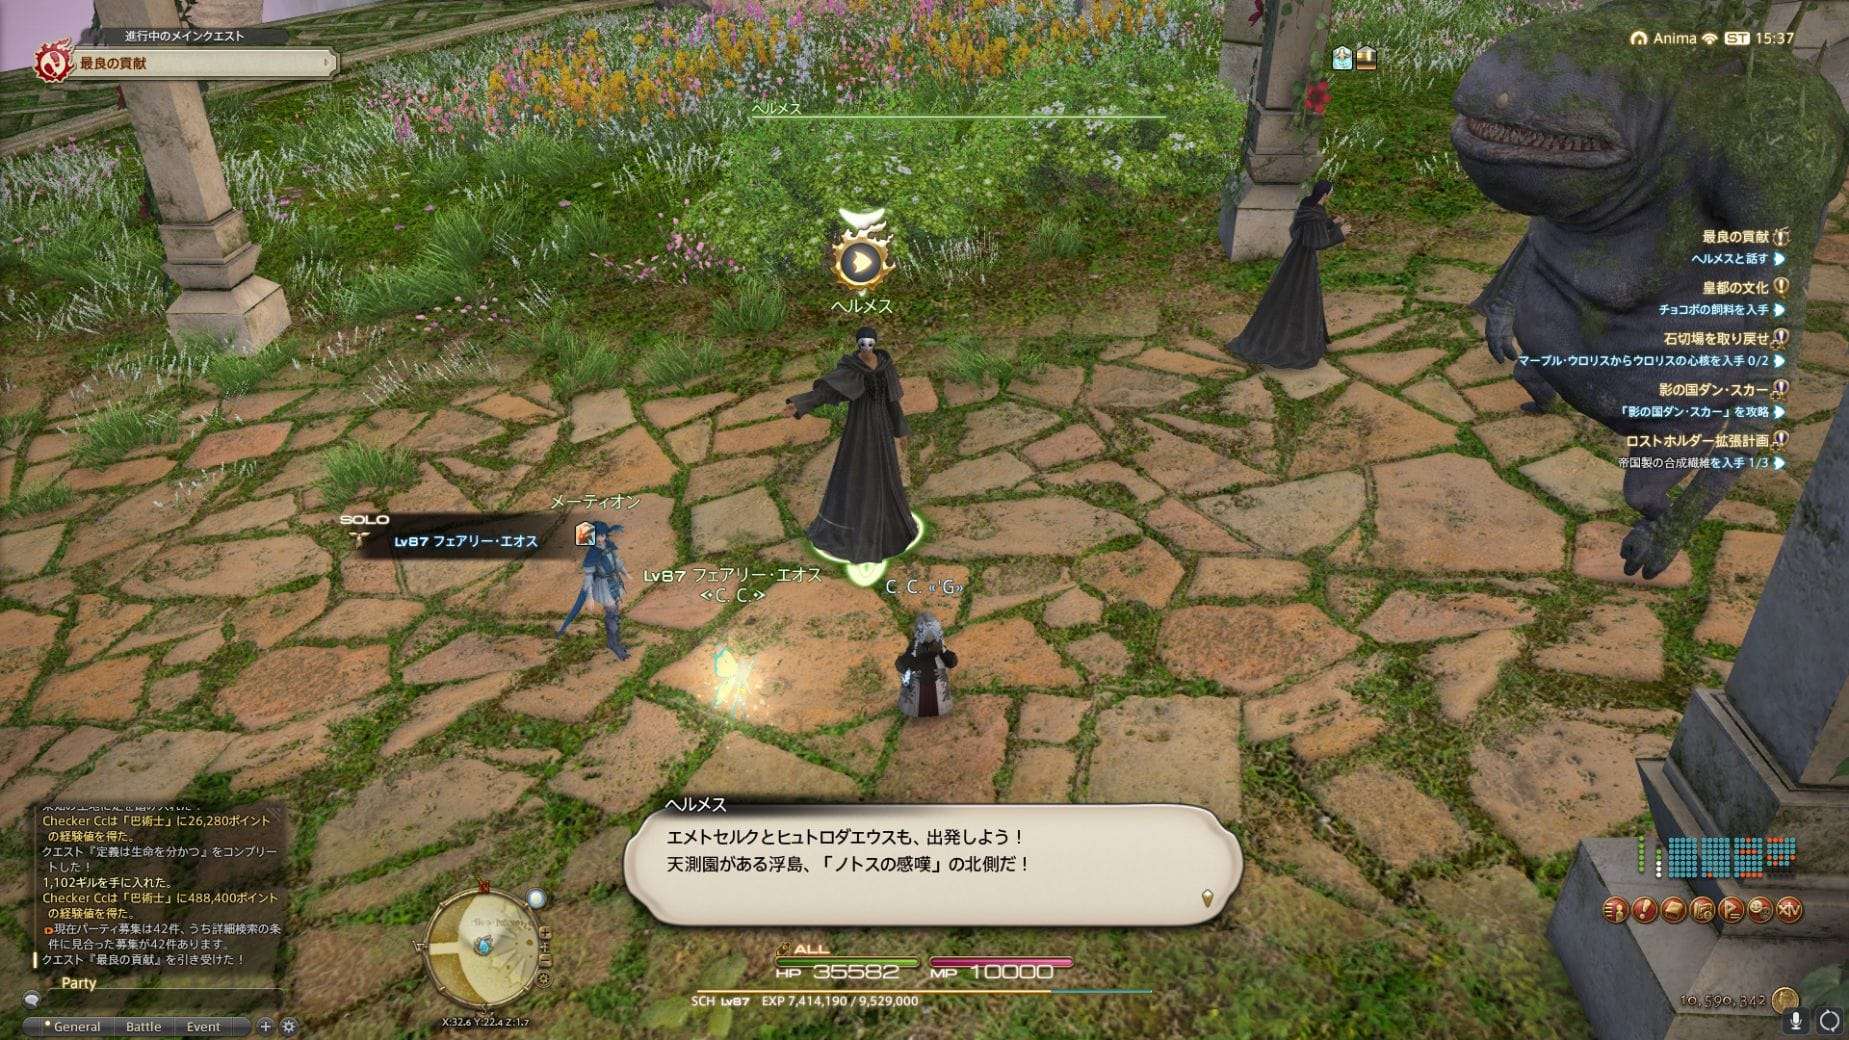 進行中のメインクエスト
最良の貢献
ヘルメス
Anima ST 15:37
ヘルメス
最良の貢献
ヘルメスと話す
皇都の文化
チョコボの飼料を入手
石切場を取り戻せ
マーブル・ウロリスからウロリスの心核を入手 0/2
影の国ダン・スカー
「影の国ダン・スカー」を攻略
ロストホルダー拡張計画
帝国製の合成繊維を入手 1/3
メーティオン
SOLO
Lv87 フェアリー・エオス
Lv87 フェアリー・エオス
«C. C.»
C. C. «'G»
ヘルメス
エメトセルクとヒュトロダエウスも、出発しよう！
天測園がある浮島、「ノトスの感嘆」の北側だ！
Checker Ccは「巴術士」に26,280ポイント
の経験値を得た。
クエスト『定義は生命を分かつ』をコンプリー
トした！
1,102ギルを手に入れた。
Checker Ccは「巴術士」に488,400ポイント
の経験値を得た。
現在パーティ募集は42件、うち詳細検索の条
件に見合った募集が42件あります。
クエスト『最良の貢献』を引き受けた！
Party
General Battle Event
X:32.6 Y:22.4 Z:1.7
ALL
HP 35582 MP 10000
SCH Lv87 EXP 7,414,190 / 9,529,000
XIV
10,590,342